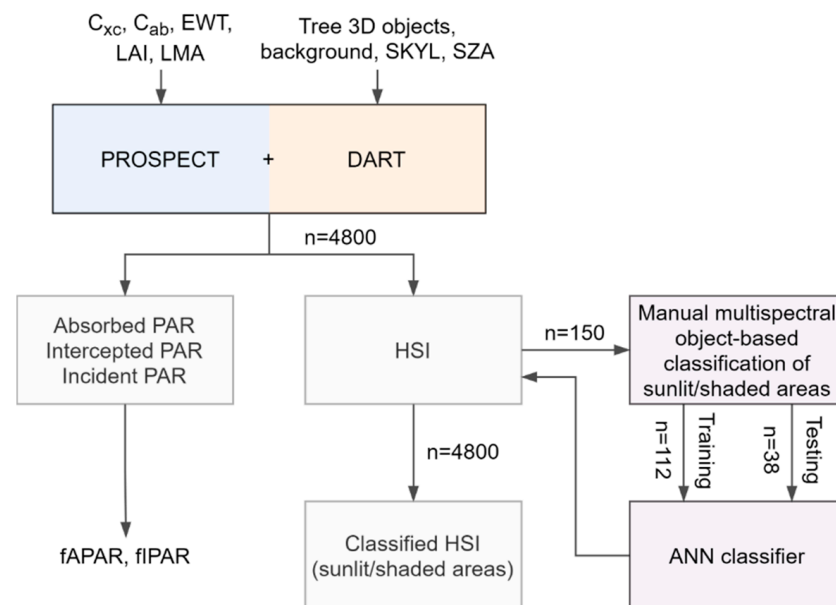 Cxc, Cab, EWT,
LAI, LMA
Tree 3D objects,
background, SKYL, SZA
PROSPECT + DART
n=4800
Absorbed PAR
Intercepted PAR
Incident PAR
HSI
n=150
Manual multispectral
object-based
classification of
sunlit/shaded areas
n=4800
n=112
Training
n=38
Testing
fAPAR, fIPAR
Classified HSI
(sunlit/shaded areas)
ANN classifier